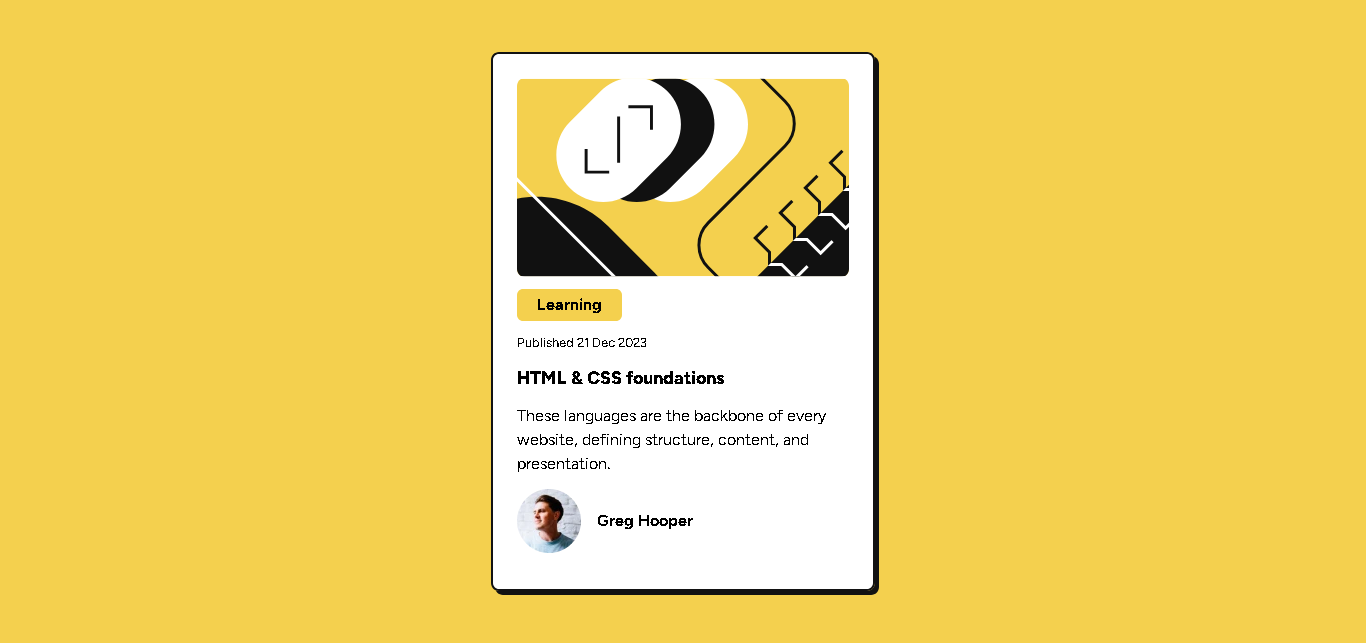 Learning
Published 21 Dec 2023
HTML & CSS foundations
These languages are the backbone of every
website, defining structure, content, and
presentation.
Greg Hooper